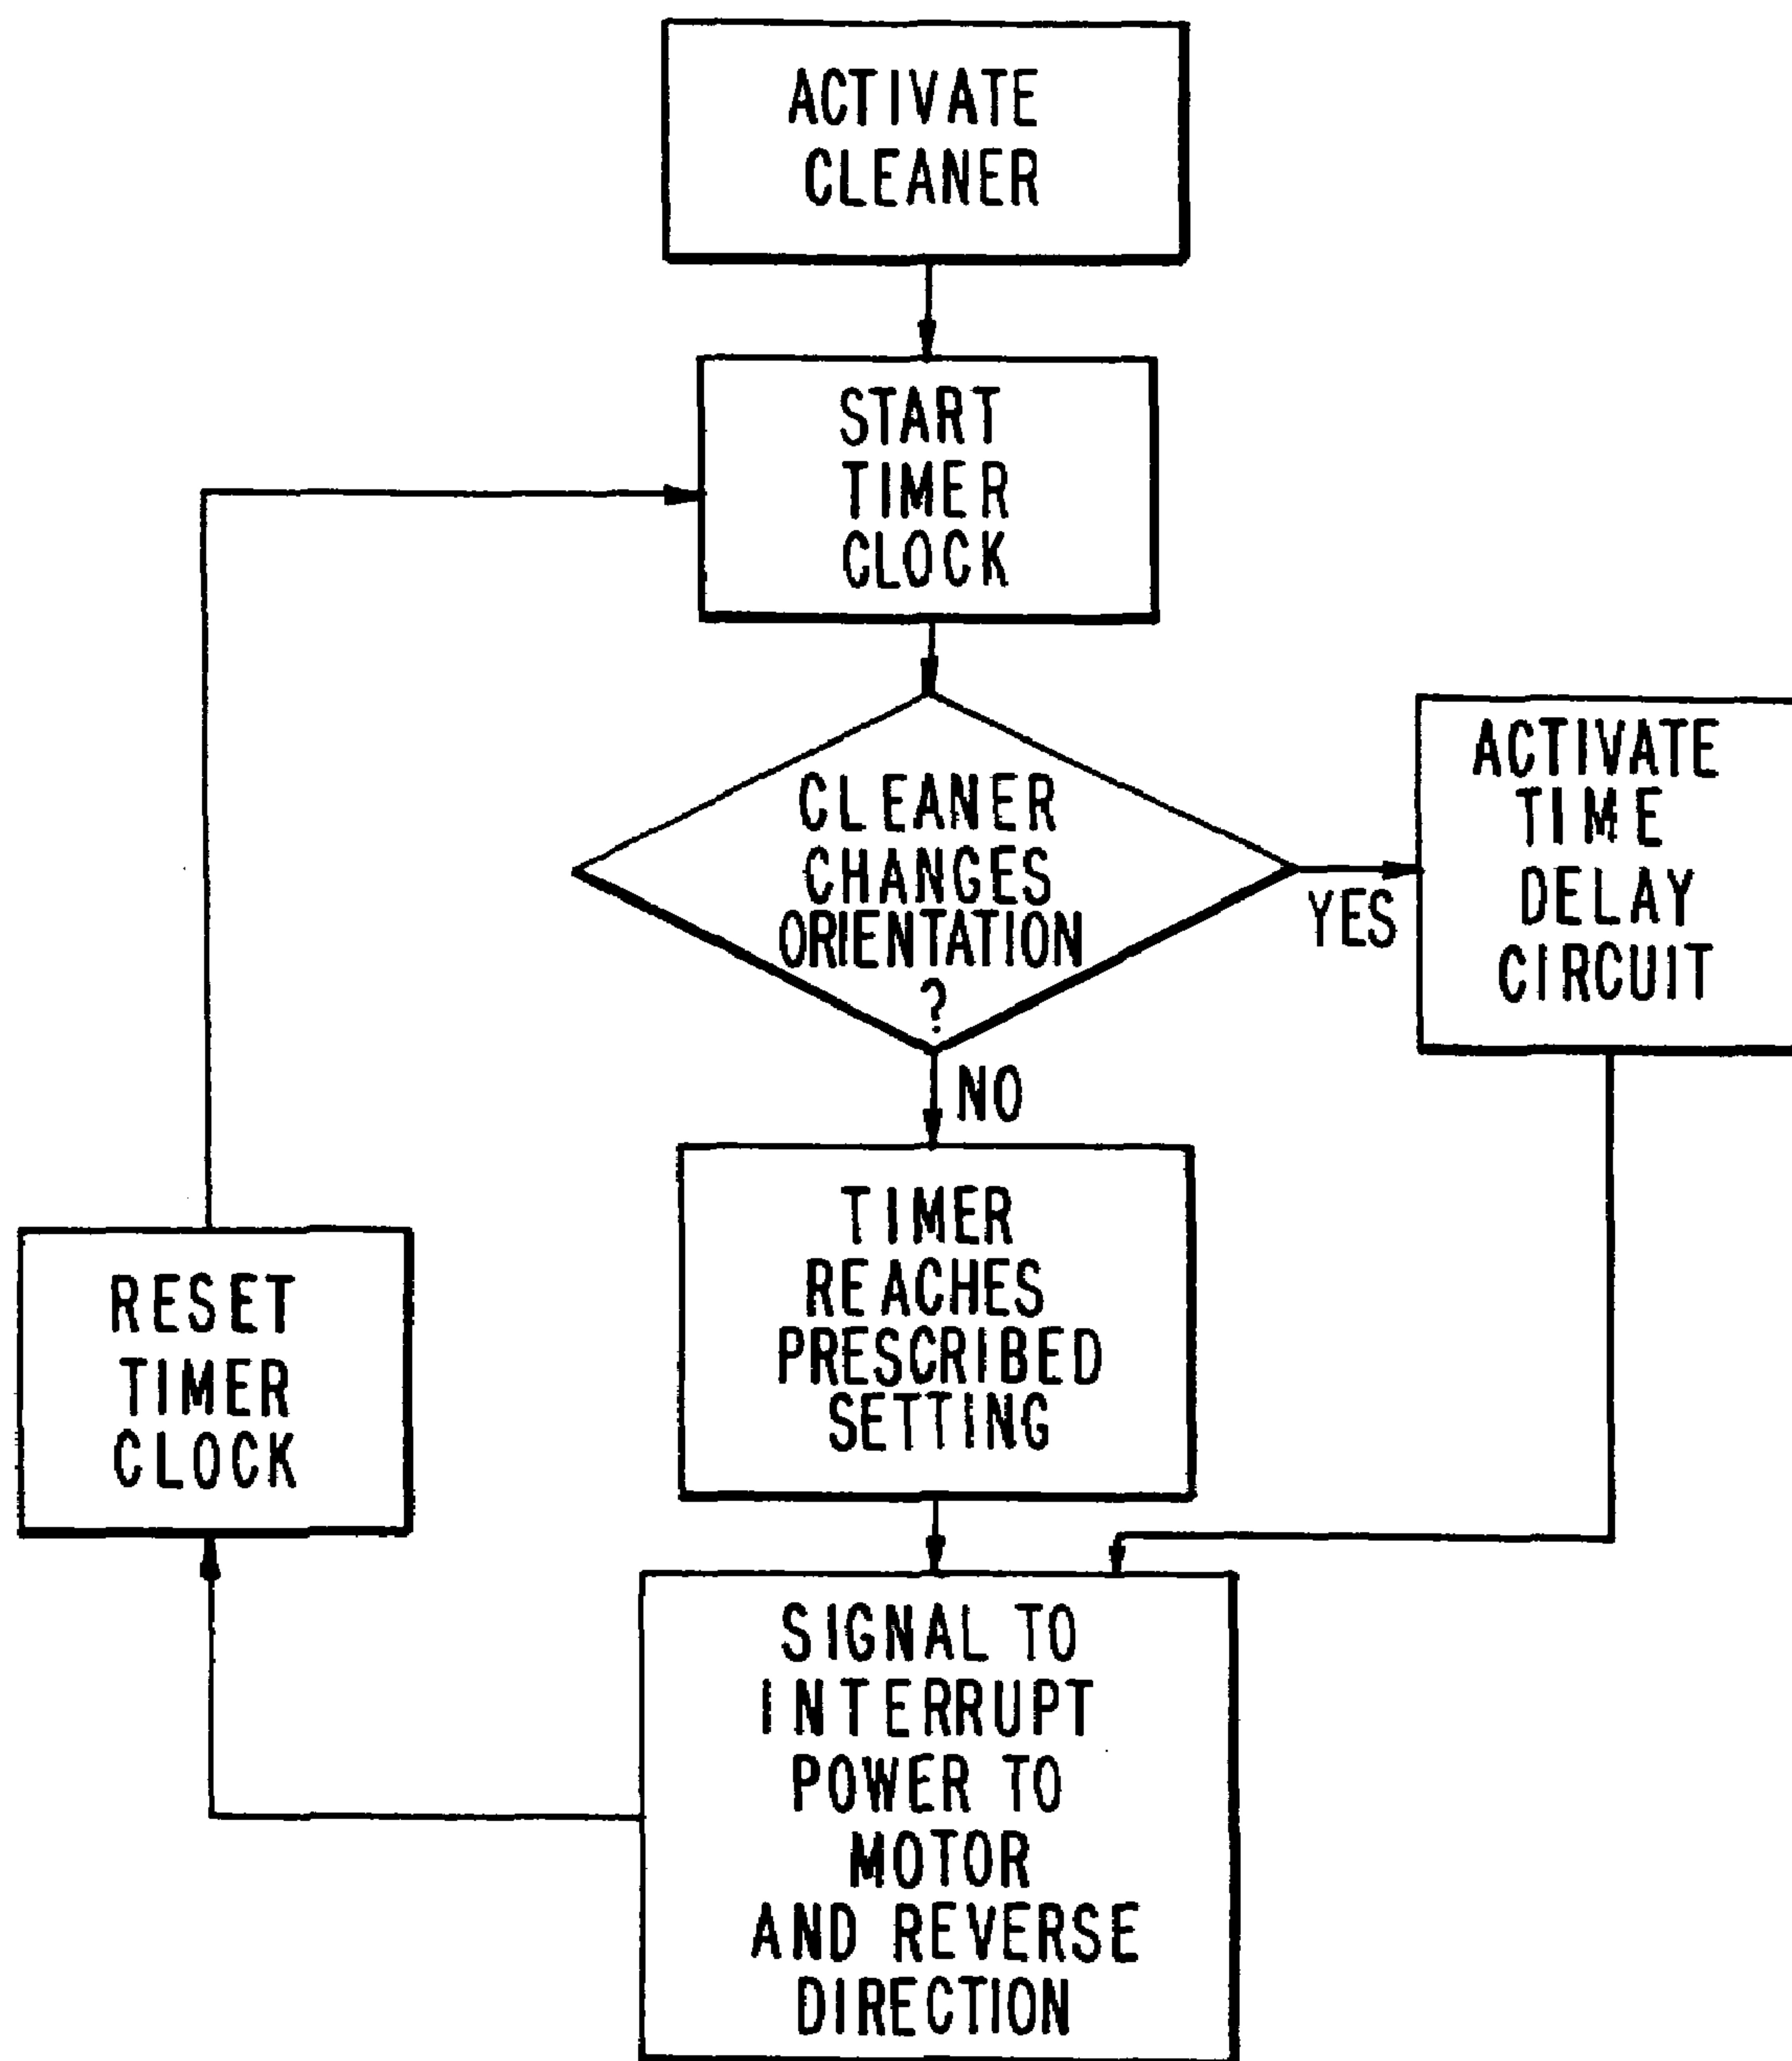 ACTIVATE
CLEANER
START
TIMER
CLOCK
CLEANER
CHANGES
ORIENTATION
?
YES
ACTIVATE
TIME
DELAY
CIRCUIT
NO
TIMER
REACHES
PRESCRIBED
SETTING
RESET
TIMER
CLOCK
SIGNAL TO
INTERRUPT
POWER TO
MOTOR
AND REVERSE
DIRECTION